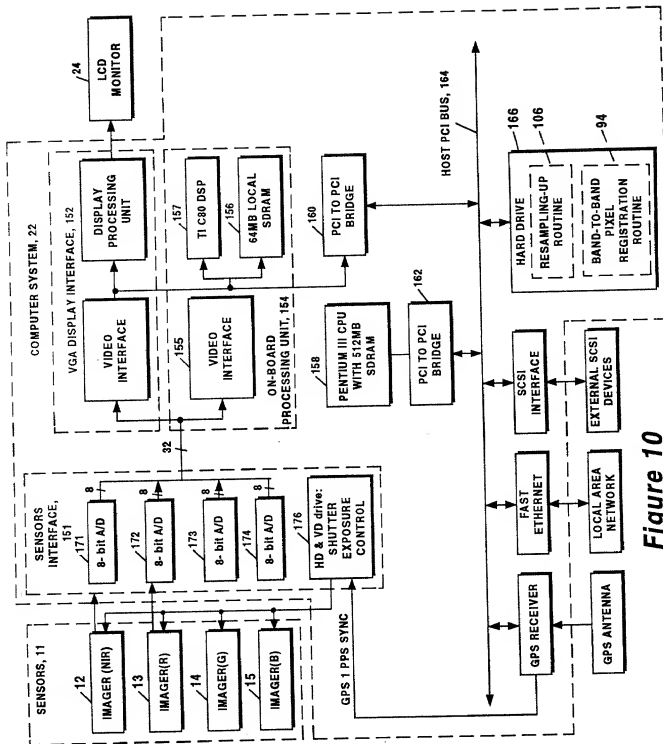 COMPUTER SYSTEM, 22
VGA DISPLAY INTERFACE, 152
VIDEO
INTERFACE
DISPLAY
PROCESSING
UNIT
24
LCD
MONITOR
SENSORS, 11
12
IMAGER (NIR)
13
IMAGER(R)
14
IMAGER(G)
15
IMAGER(B)
SENSORS
INTERFACE,
151
171
8- bit A/D
8
172
8- bit A/D
8
173
8- bit A/D
8
174
8- bit A/D
8
176
HD & VD drive:
SHUTTER
EXPOSURE
CONTROL
32
155
VIDEO
INTERFACE
ON-BOARD
PROCESSING UNIT, 154
157
TI C80 DSP
156
64MB LOCAL
SDRAM
160
PCI TO PCI
BRIDGE
158
PENTIUM III CPU
WITH 512MB
SDRAM
162
PCI TO PCI
BRIDGE
HOST PCI BUS, 164
GPS 1 PPS SYNC
GPS RECEIVER
GPS ANTENNA
FAST
ETHERNET
LOCAL AREA
NETWORK
SCSI
INTERFACE
EXTERNAL SCSI
DEVICES
166
HARD DRIVE
106
RESAMPLING-UP
ROUTINE
94
BAND-TO-BAND
PIXEL
REGISTRATION
ROUTINE
Figure 10